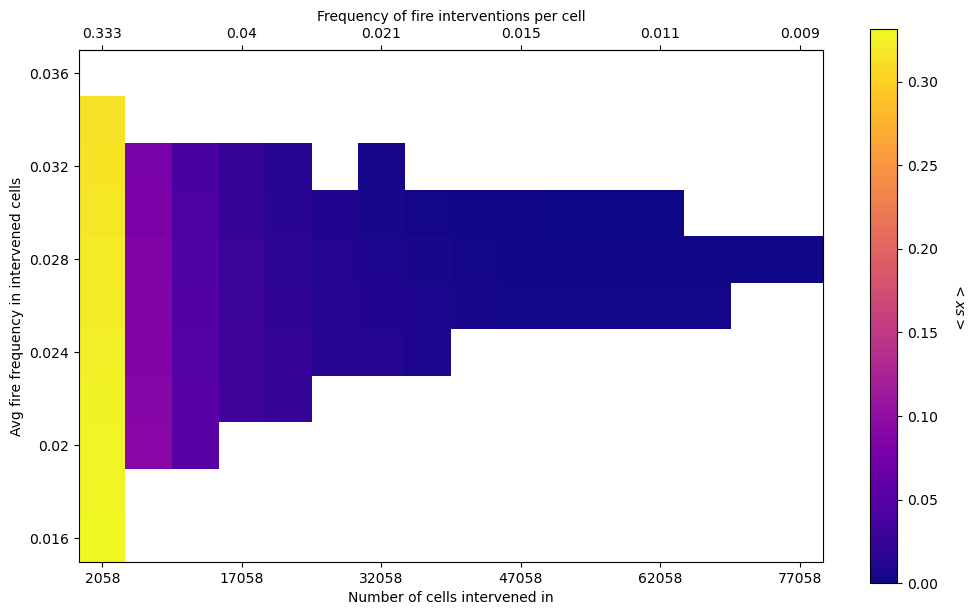 Frequency of fire interventions per cell
0.333 0.04 0.021 0.015 0.011 0.009
0.036
0.032
0.028
0.024
0.02
0.016
Avg fire frequency in intervened cells
2058 17058 32058 47058 62058 77058
Number of cells intervened in
0.30
0.25
0.20
0.15
0.10
0.05
0.00
< sx >